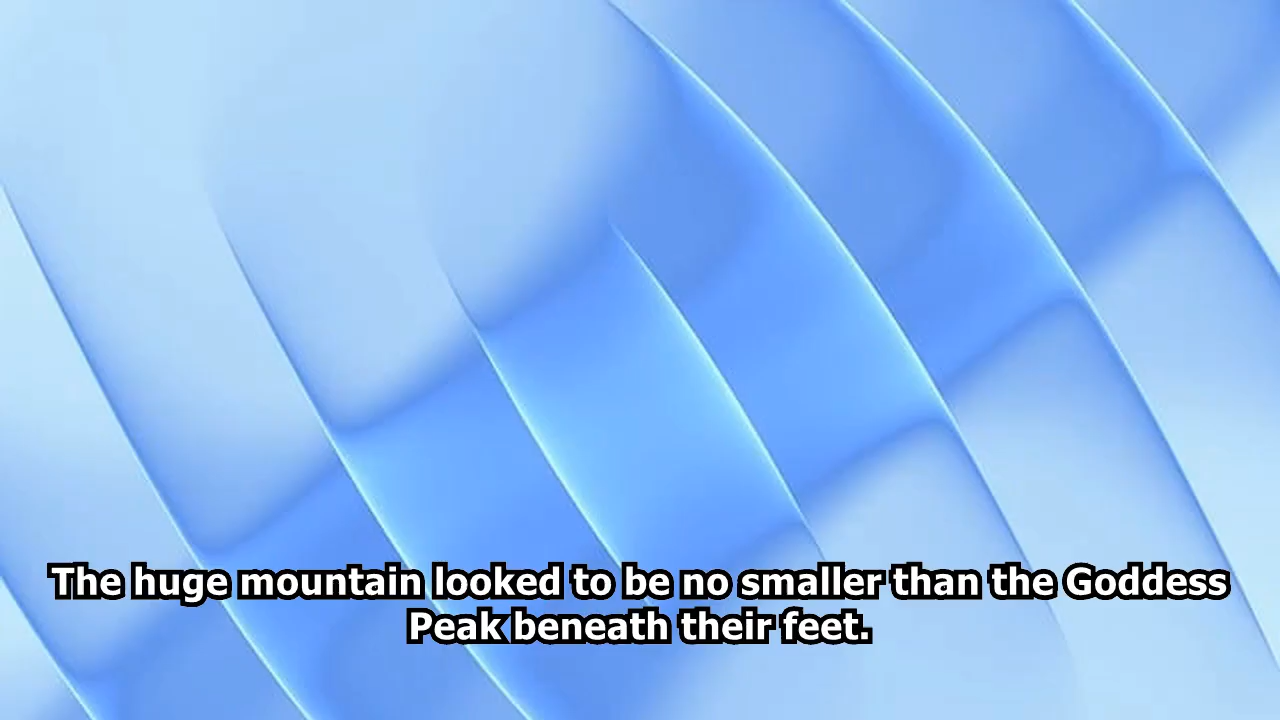 The huge mountain looked to be no smaller than the Goddess
Peak beneath their feet.